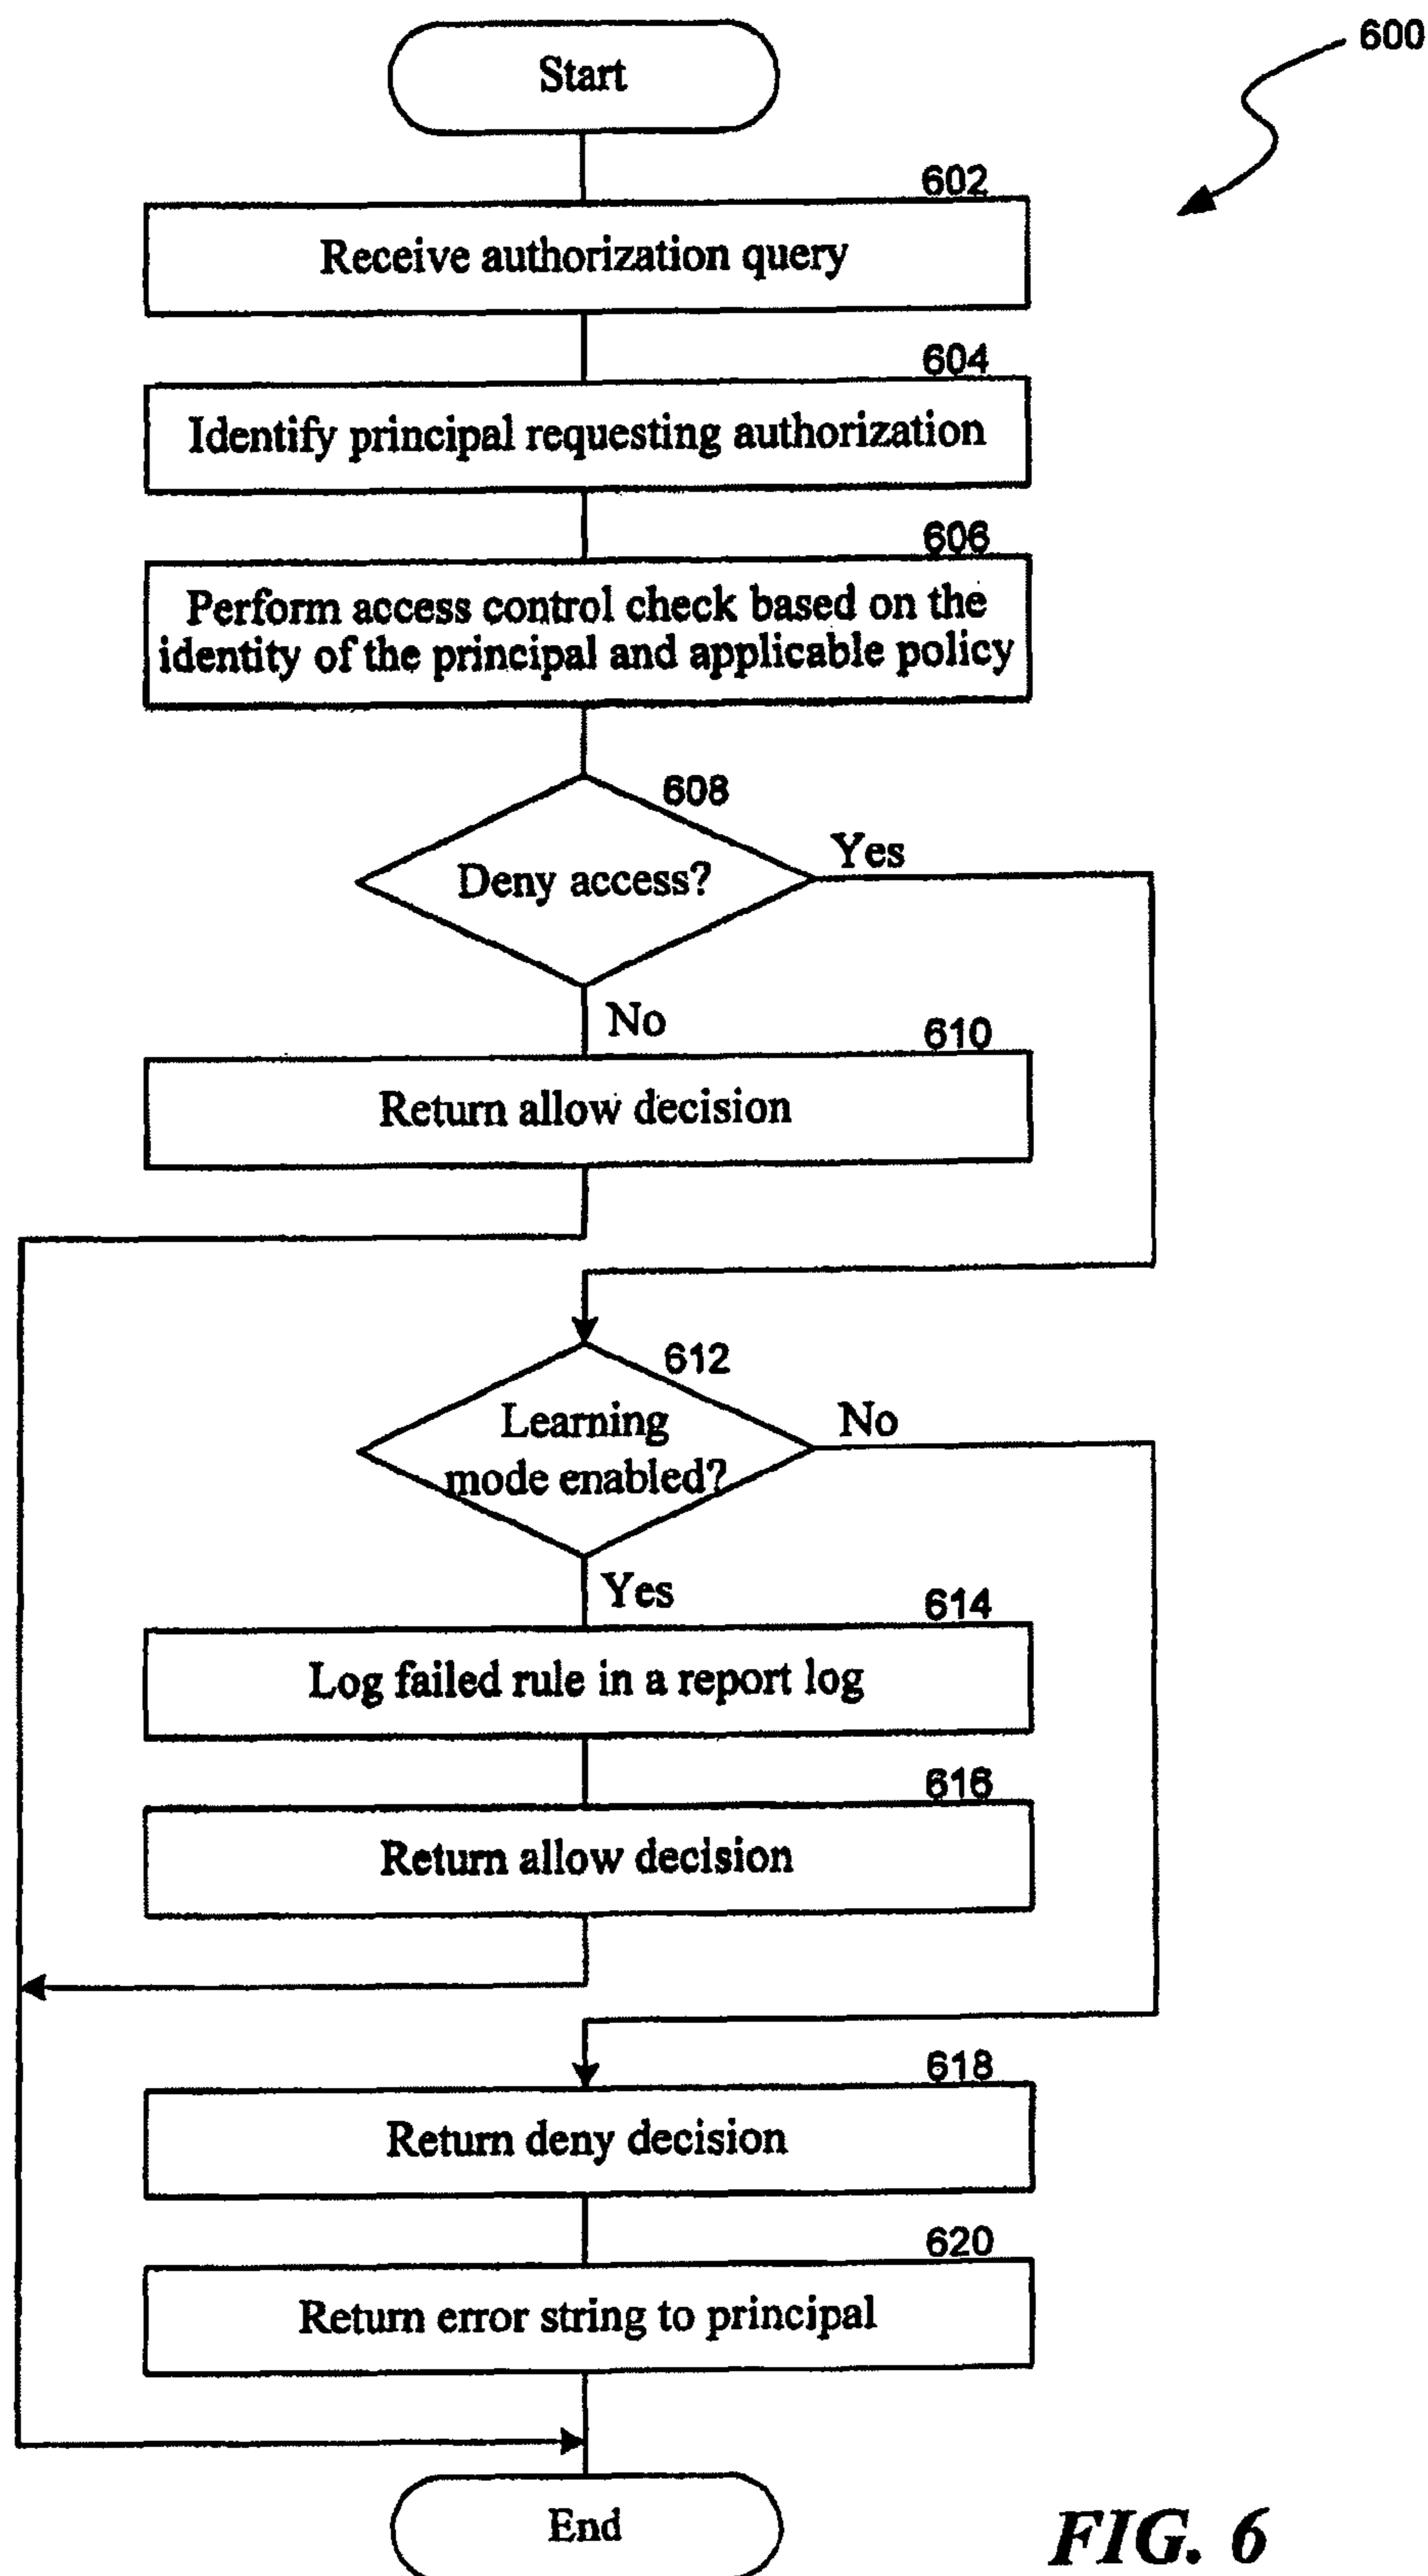 600
Start
602
Receive authorization query
604
Identify principal requesting authorization
606
Perform access control check based on the
identity of the principal and applicable policy
608
Deny access?
Yes
No
610
Return allow decision
612
Learning
mode enabled?
No
Yes
614
Log failed rule in a report log
616
Return allow decision
618
Return deny decision
620
Return error string to principal
End
FIG. 6